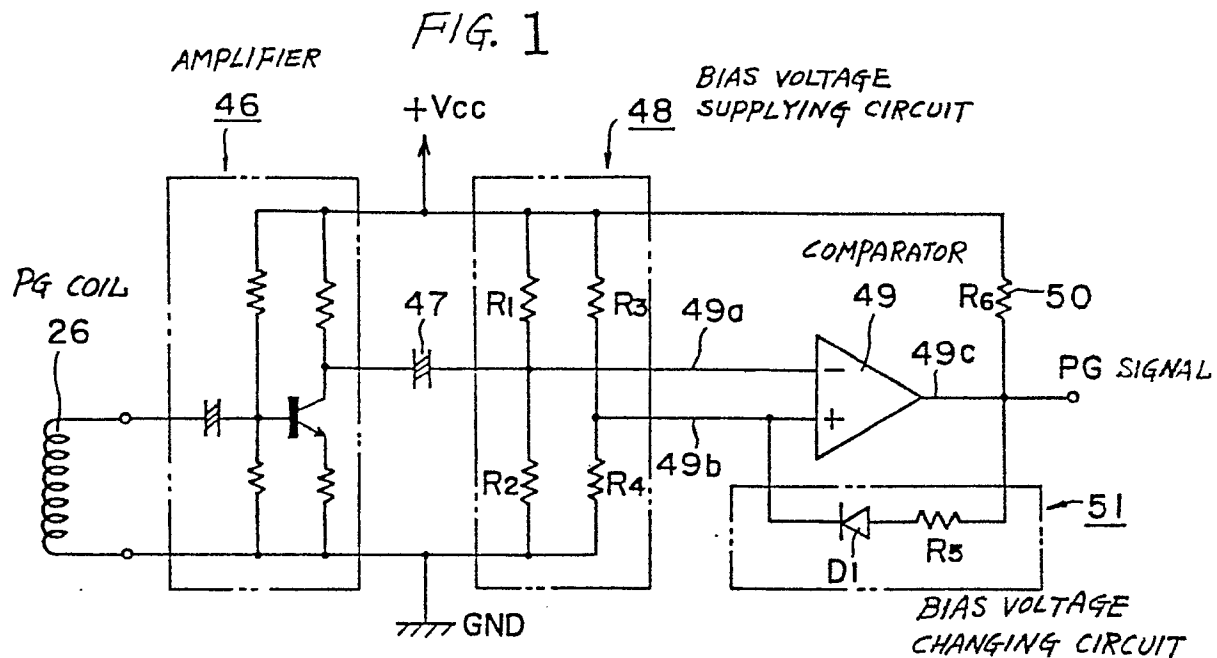 FIG. 1
AMPLIFIER
46
+Vcc
48
BIAS VOLTAGE
SUPPLYING CIRCUIT
PG COIL
26
47
R1
R3
49a
COMPARATOR
49
R6
50
49c
PG SIGNAL
−
+
R2
R4
49b
51
D1
R5
GND
BIAS VOLTAGE
CHANGING CIRCUIT